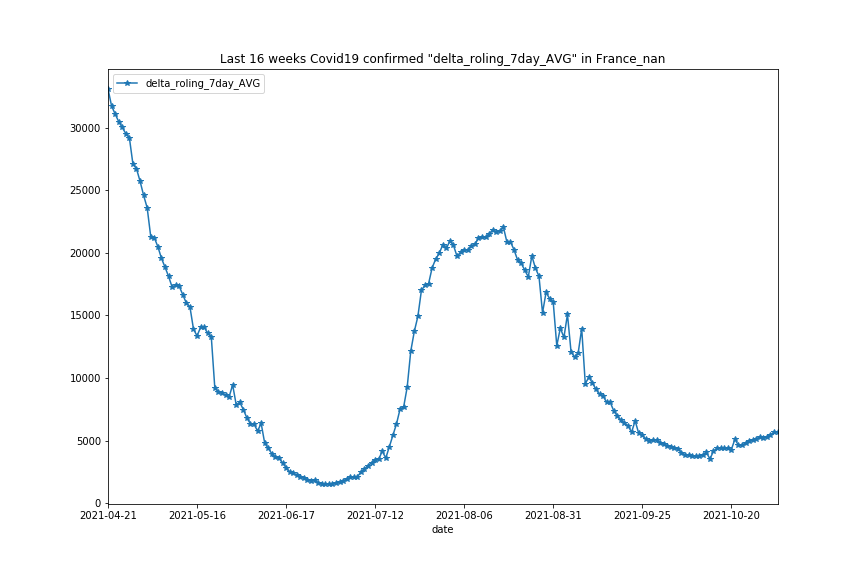 Last 16 weeks Covid19 confirmed "delta_roling_7day_AVG" in France_nan
delta_roling_7day_AVG
30000
25000
20000
15000
10000
5000
0
2021-04-21 2021-05-16 2021-06-17 2021-07-12 2021-08-06 2021-08-31 2021-09-25 2021-10-20
date